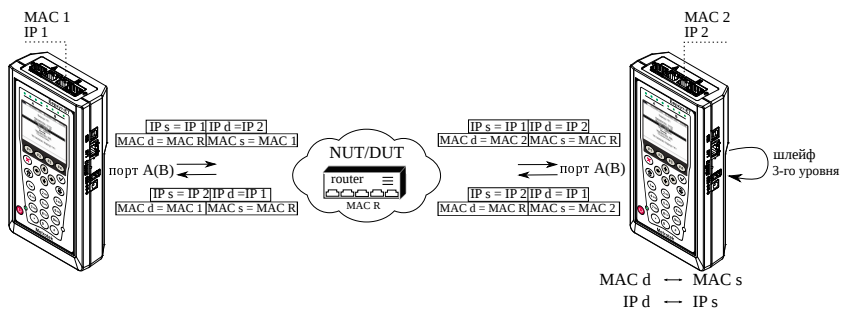 MAC 1
IP 1
MAC 2
IP 2
IP s = IP 1 IP d =IP 2
MAC d = MAC R MAC s = MAC 1
порт A(B)
IP s = IP 2 IP d =IP 1
MAC d = MAC 1 MAC s = MAC R
NUT/DUT
router
MAC R
IP s = IP 1 IP d = IP 2
MAC d = MAC 2 MAC s = MAC R
порт A(B)
IP s = IP 2 IP d = IP 1
MAC d = MAC R MAC s = MAC 2
шлейф
3-го уровня
MAC d ↔ MAC s
IP d ↔ IP s